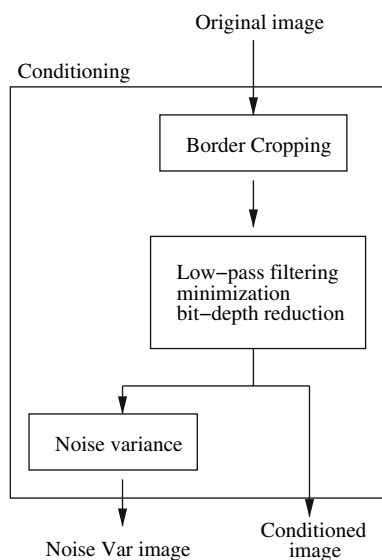 Original image
Conditioning
Border Cropping
Low−pass filtering
minimization
bit−depth reduction
Noise variance
Noise Var image
Conditioned
image